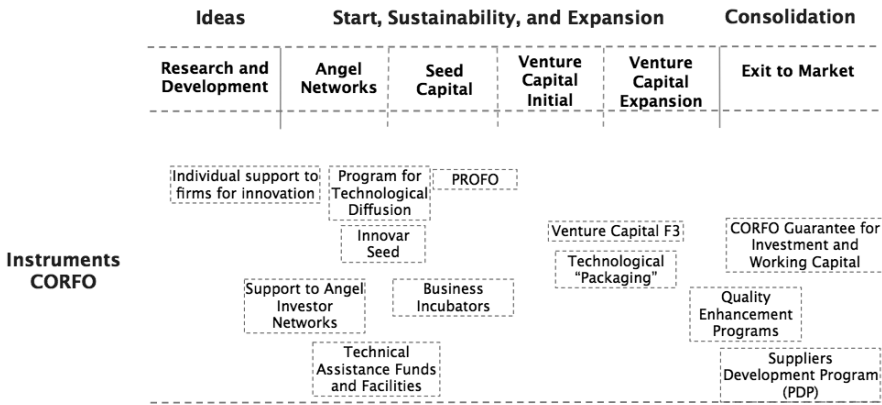 Ideas
Start, Sustainability, and Expansion
Consolidation
Research and
Development
Angel
Networks
Seed
Capital
Venture
Capital
Initial
Venture
Capital
Expansion
Exit to Market
Instruments
CORFO
Individual support to
firms for innovation
Program for
Technological
Diffusion
PROFO
Innovar
Seed
Venture Capital F3
Technological
“Packaging”
CORFO Guarantee for
Investment and
Working Capital
Support to Angel
Investor
Networks
Business
Incubators
Quality
Enhancement
Programs
Technical
Assistance Funds
and Facilities
Suppliers
Development Program
(PDP)